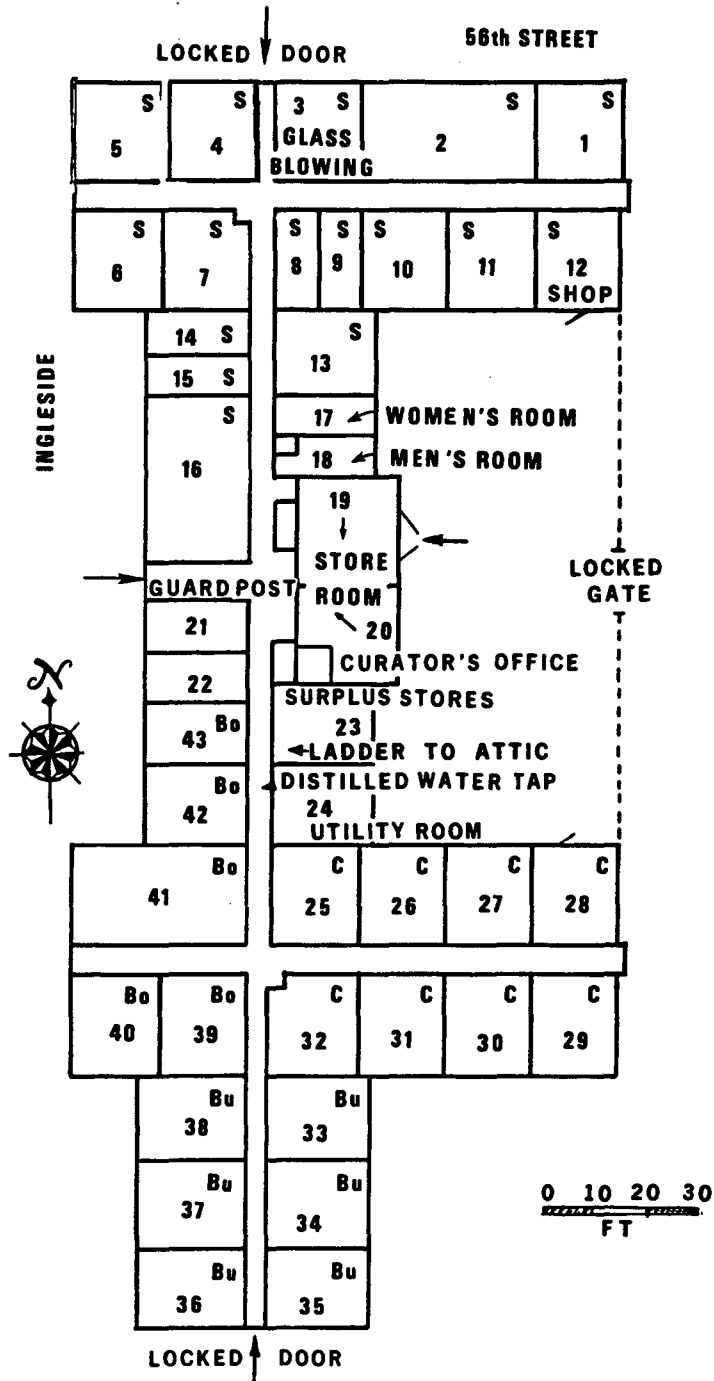 56th STREET
LOCKED DOOR
S S 3 S S S
5 4 GLASS 2 1
BLOWING
S S S S S S S
6 7 8 9 10 11 12
SHOP
14 S S
13
15 S
INGLESIDE
S 17 WOMEN'S ROOM
16 18 MEN'S ROOM
19
STORE
LOCKED
GATE
GUARD POST ROOM
20
21
CURATOR'S OFFICE
22 SURPLUS STORES
N
Bo 23
43 LADDER TO ATTIC
DISTILLED WATER TAP
42 24
UTILITY ROOM
Bo C C C C
41 25 26 27 28
Bo Bo C C C C
40 39 32 31 30 29
Bu Bu
38 33
Bu Bu
37 34
0 10 20 30
FT
Bu Bu
36 35
LOCKED DOOR